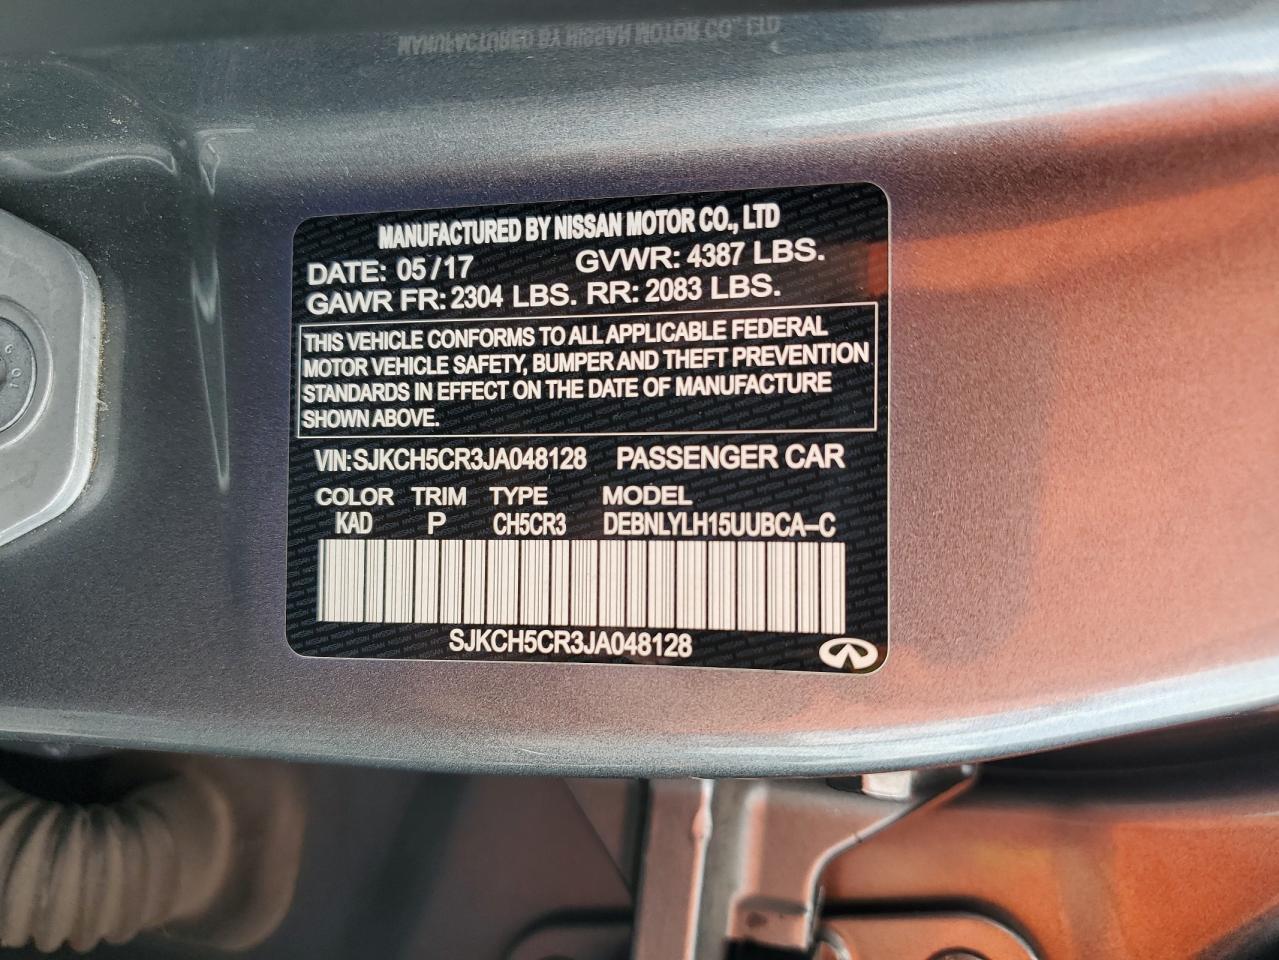 MANUFACTURED BY NISSAN MOTOR CO., LTD
DATE: 05/17 GVWR: 4387 LBS.
GAWR FR: 2304 LBS. RR: 2083 LBS.
THIS VEHICLE CONFORMS TO ALL APPLICABLE FEDERAL
MOTOR VEHICLE SAFETY, BUMPER AND THEFT PREVENTION
STANDARDS IN EFFECT ON THE DATE OF MANUFACTURE
SHOWN ABOVE.
VIN:SJKCH5CR3JA048128 PASSENGER CAR
COLOR TRIM TYPE MODEL
KAD P CH5CR3 DEBNLYLH15UUBCA–C
SJKCH5CR3JA048128